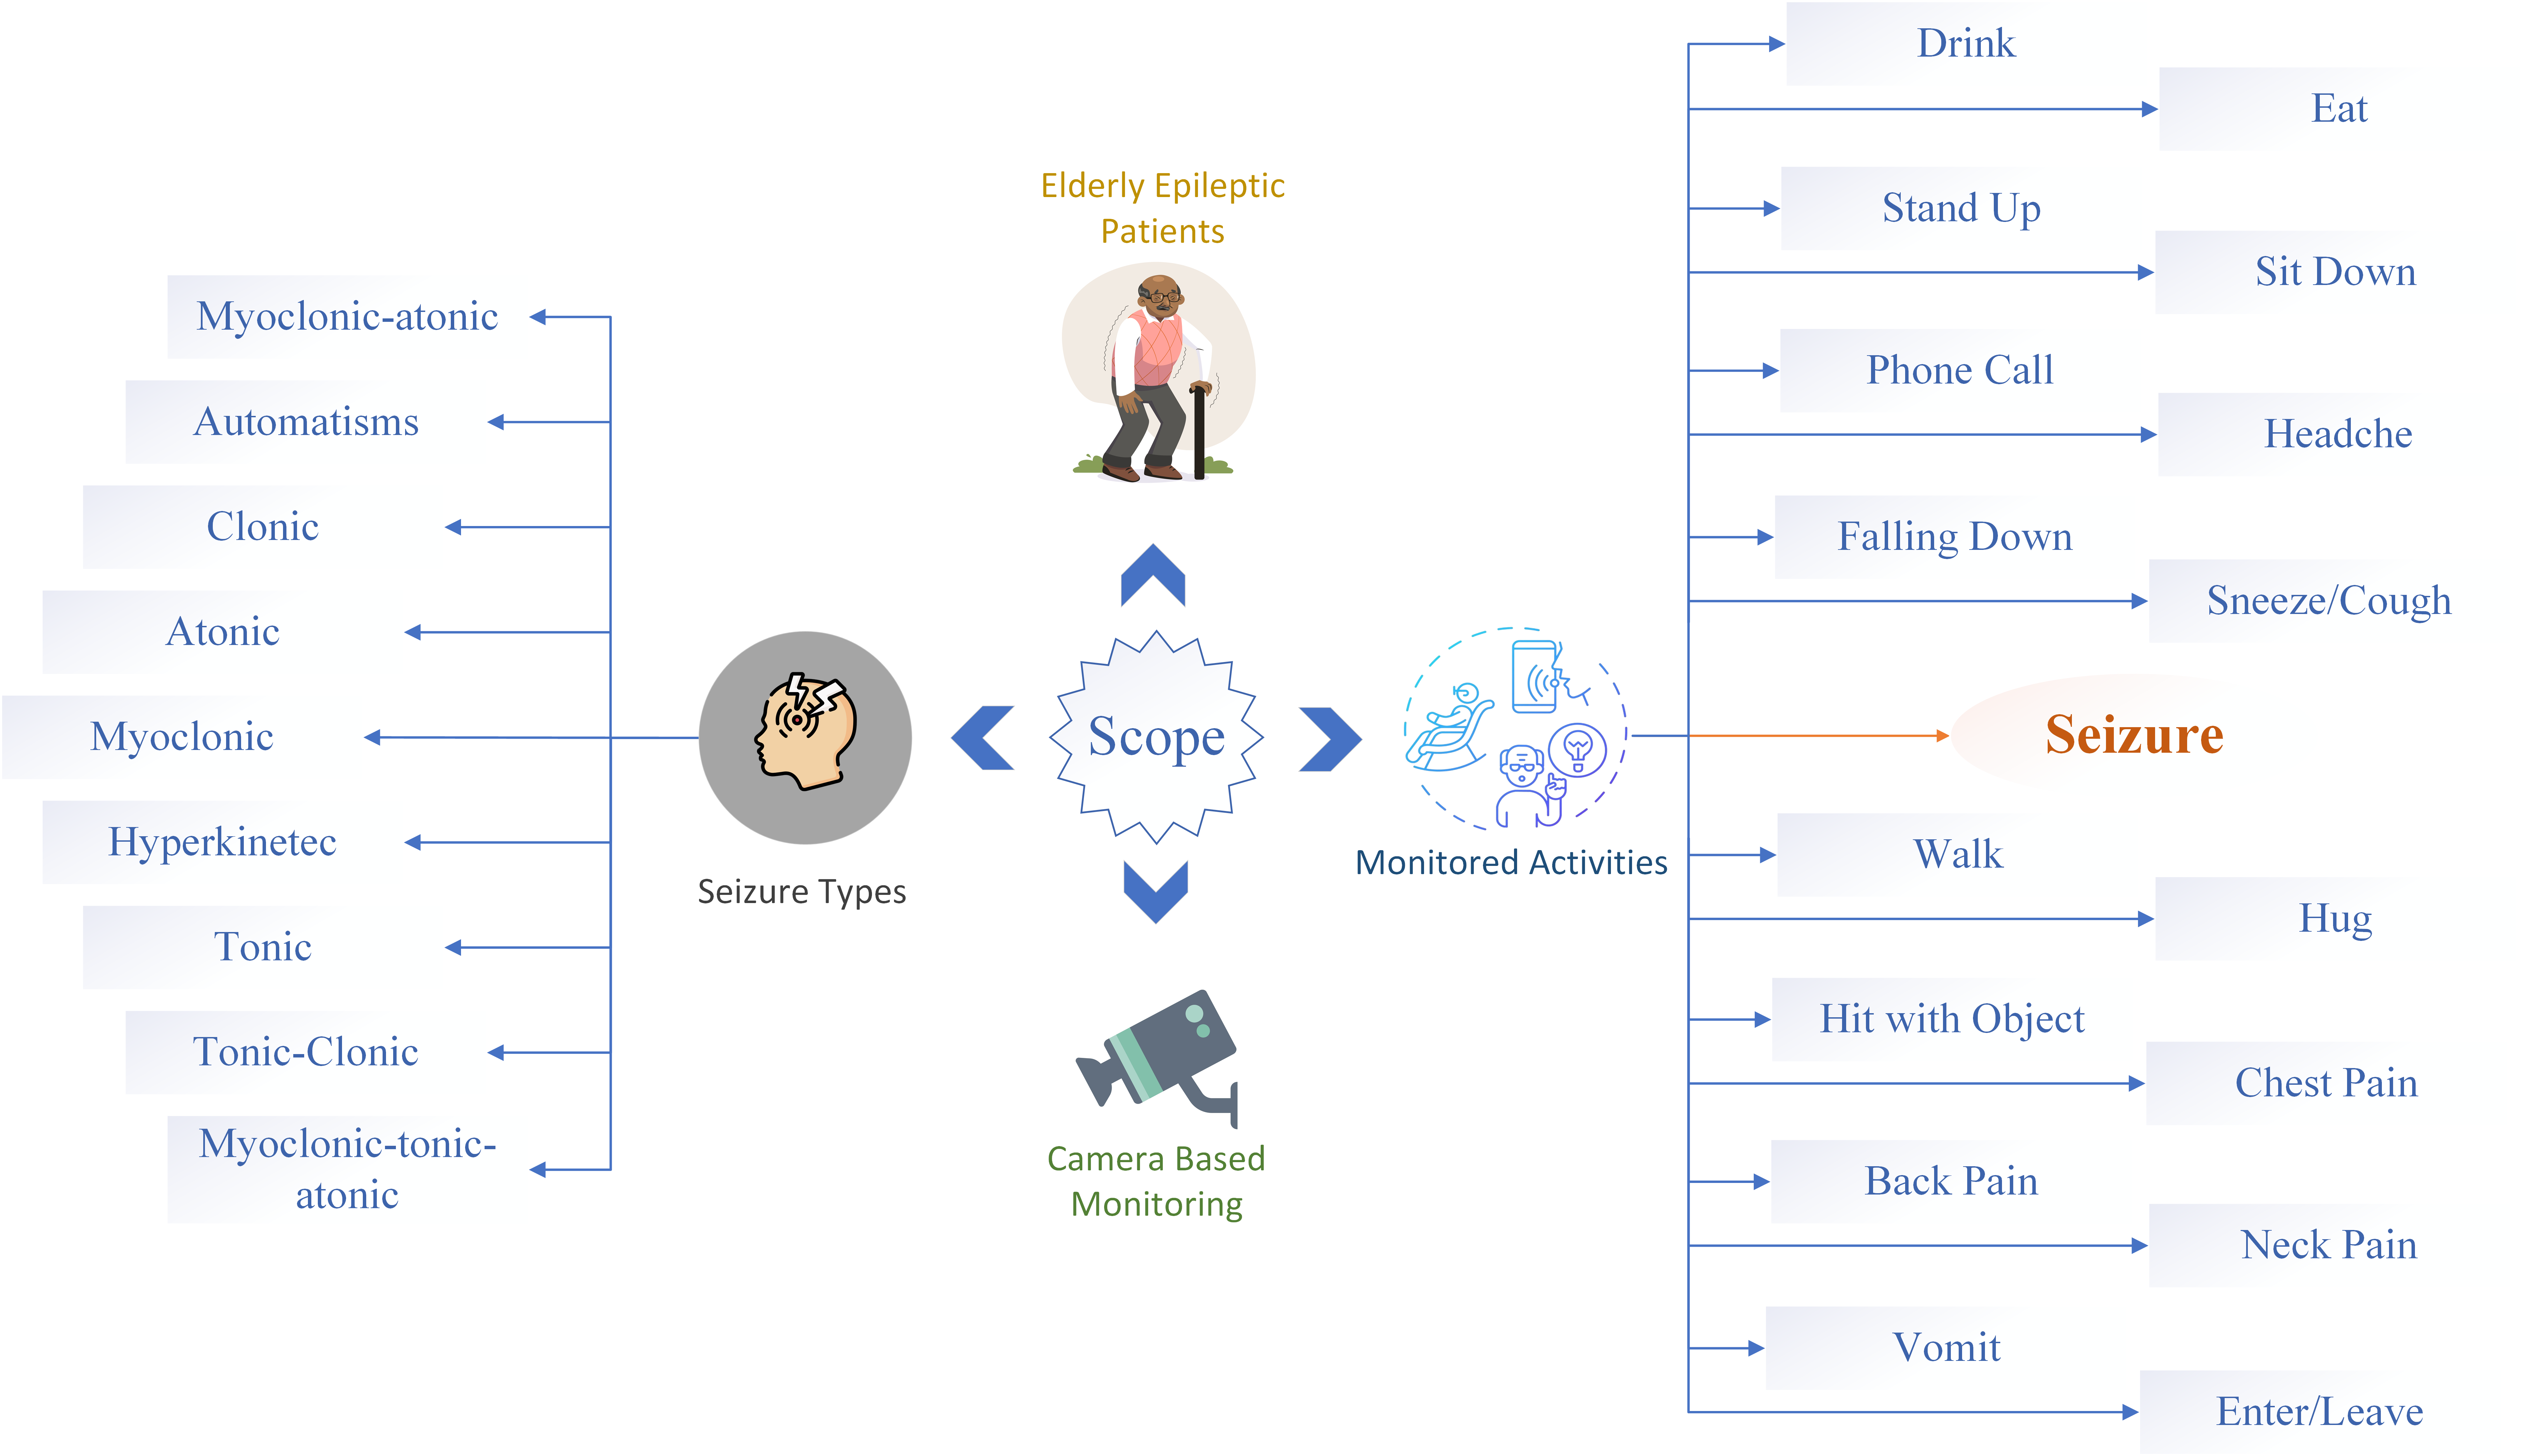 Elderly Epileptic
Patients
Myoclonic-atonic
Automatisms
Clonic
Atonic
Myoclonic
Hyperkinetec
Tonic
Tonic-Clonic
Myoclonic-tonic-
atonic
Seizure Types
Scope
Camera Based
Monitoring
Monitored Activities
Drink
Eat
Stand Up
Sit Down
Phone Call
Headche
Falling Down
Sneeze/Cough
Seizure
Walk
Hug
Hit with Object
Chest Pain
Back Pain
Neck Pain
Vomit
Enter/Leave